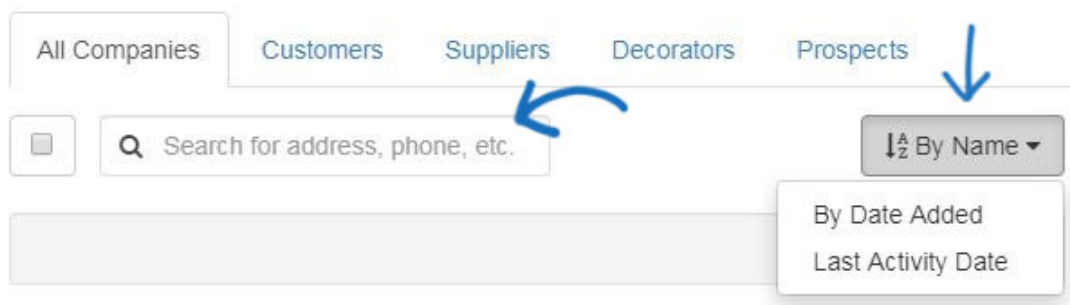 All Companies Customers Suppliers Decorators Prospects
Search for address, phone, etc.
By Name
By Date Added
Last Activity Date